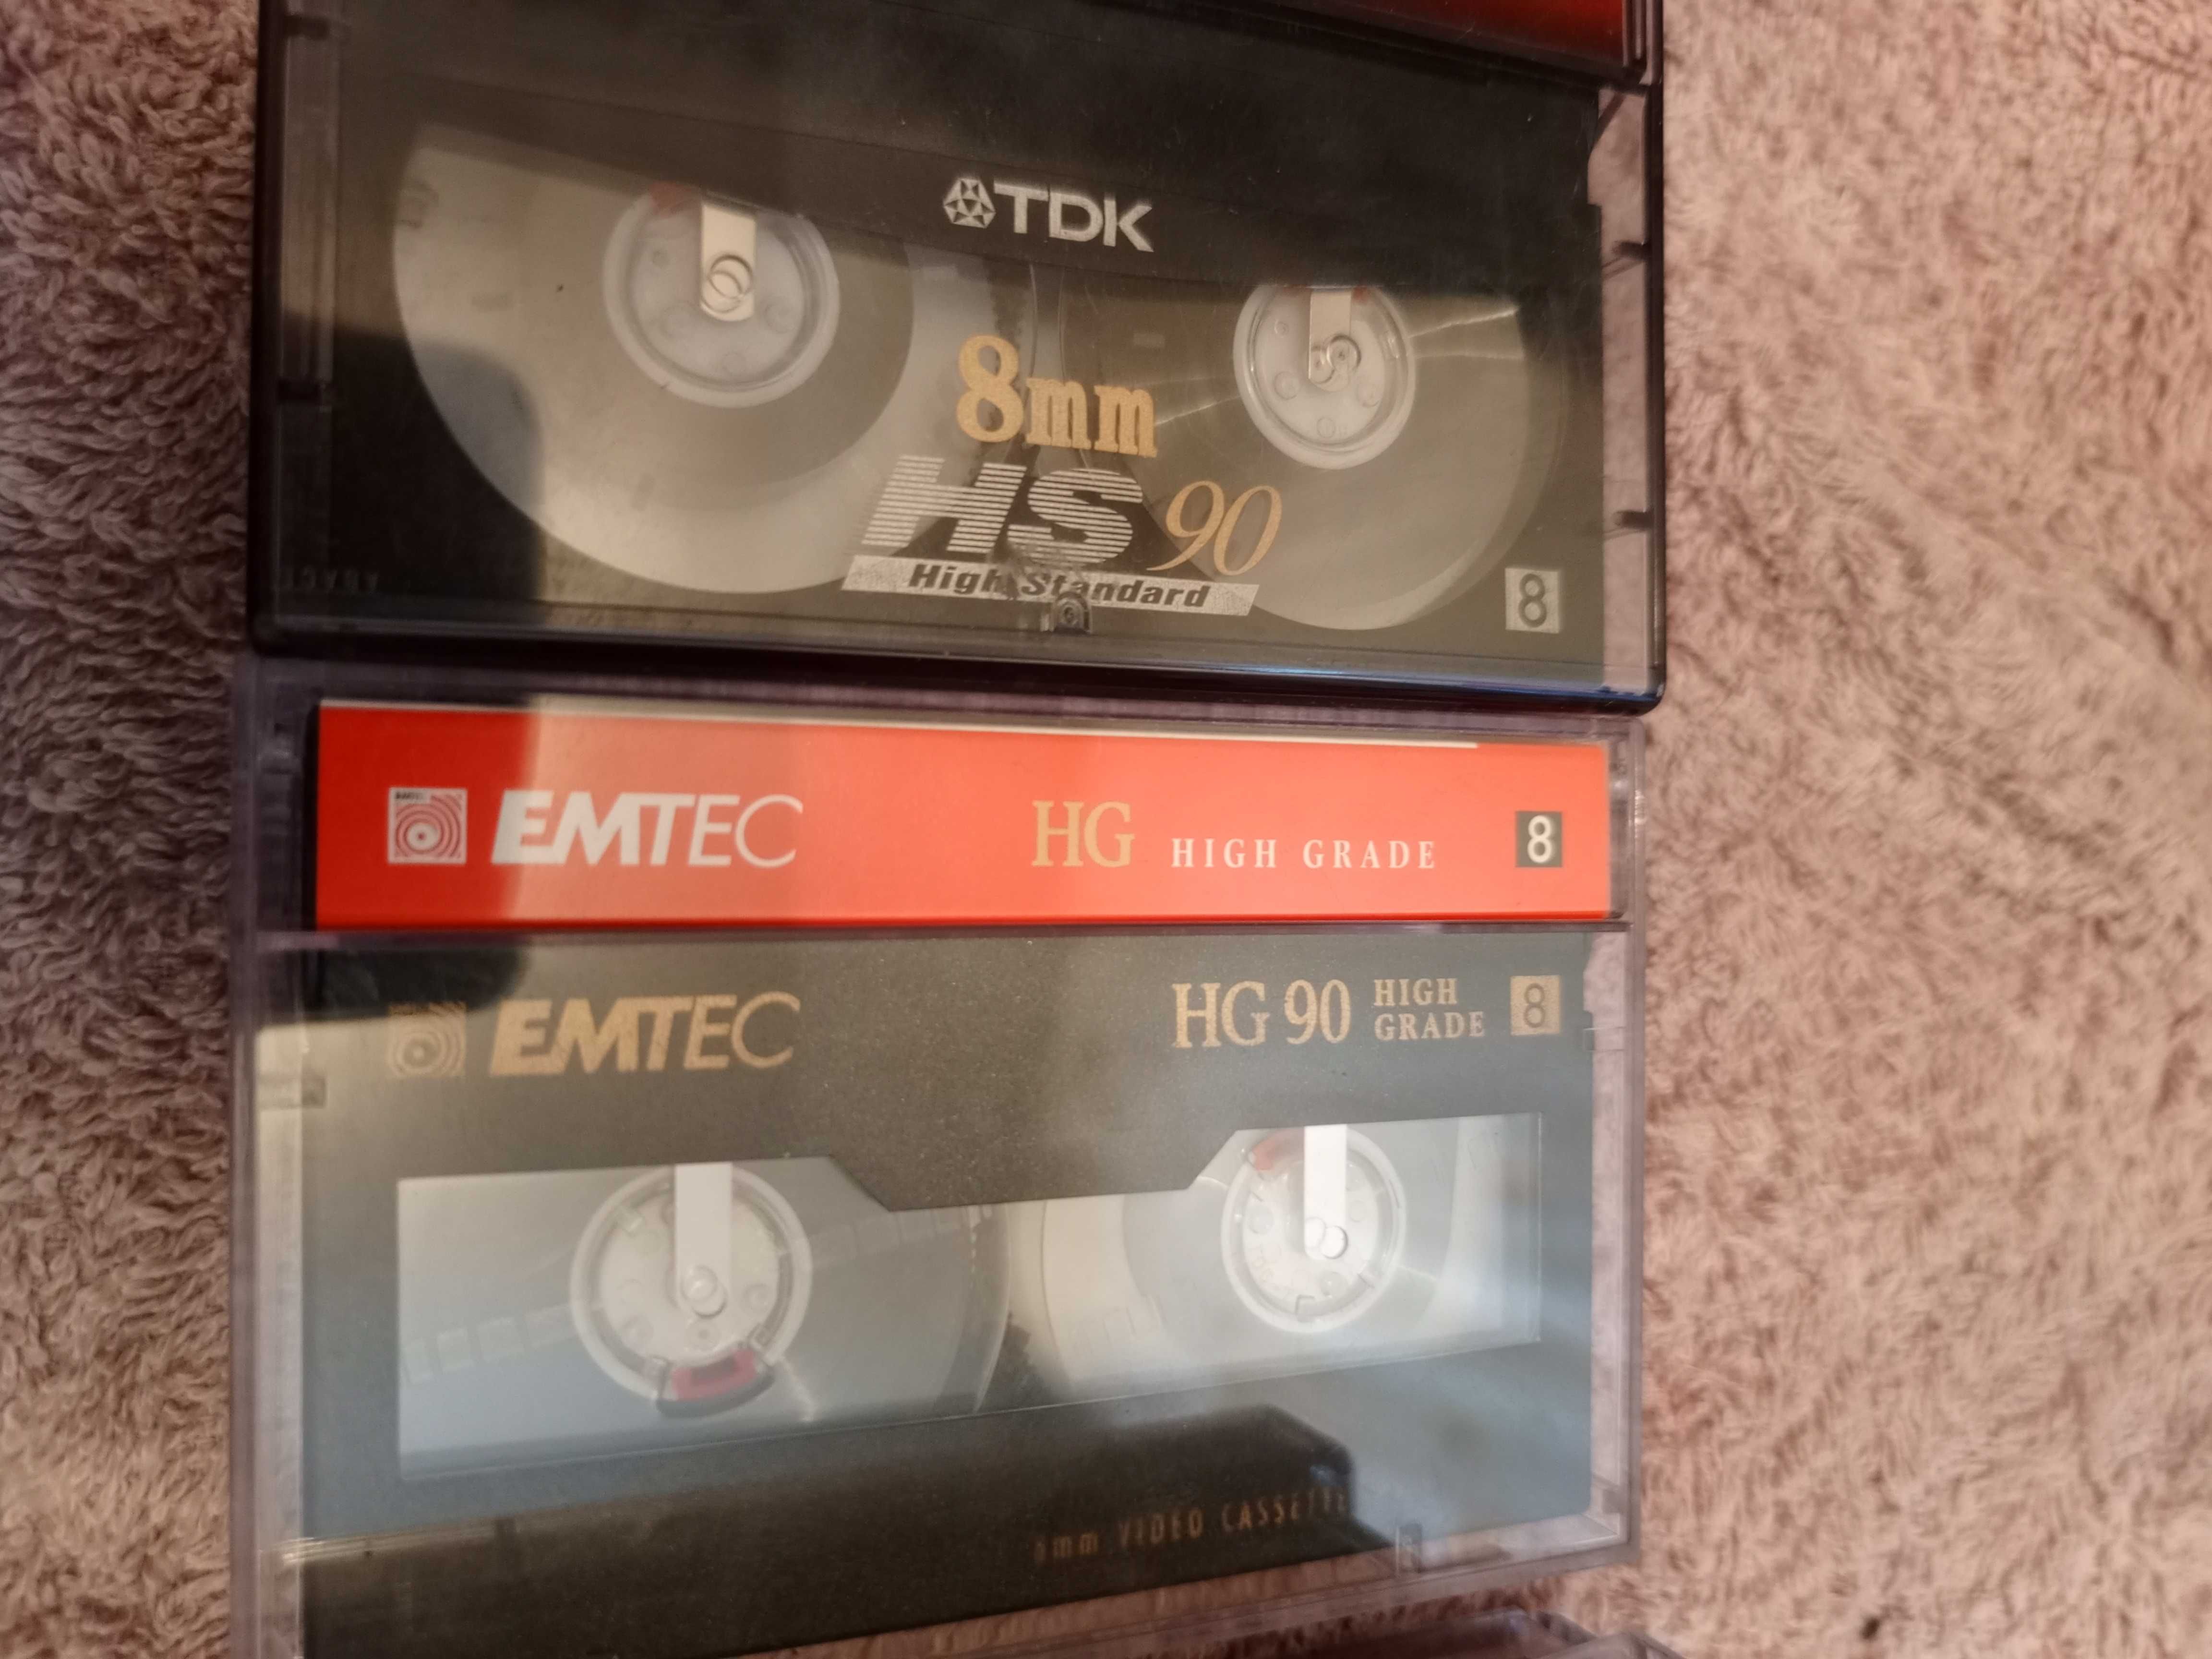 TDK
8mm
HS 90
High Standard
8
EMTEC HG HIGH GRADE 8
EMTEC HG 90 HIGH GRADE 8
8mm VIDEO CASSETTE